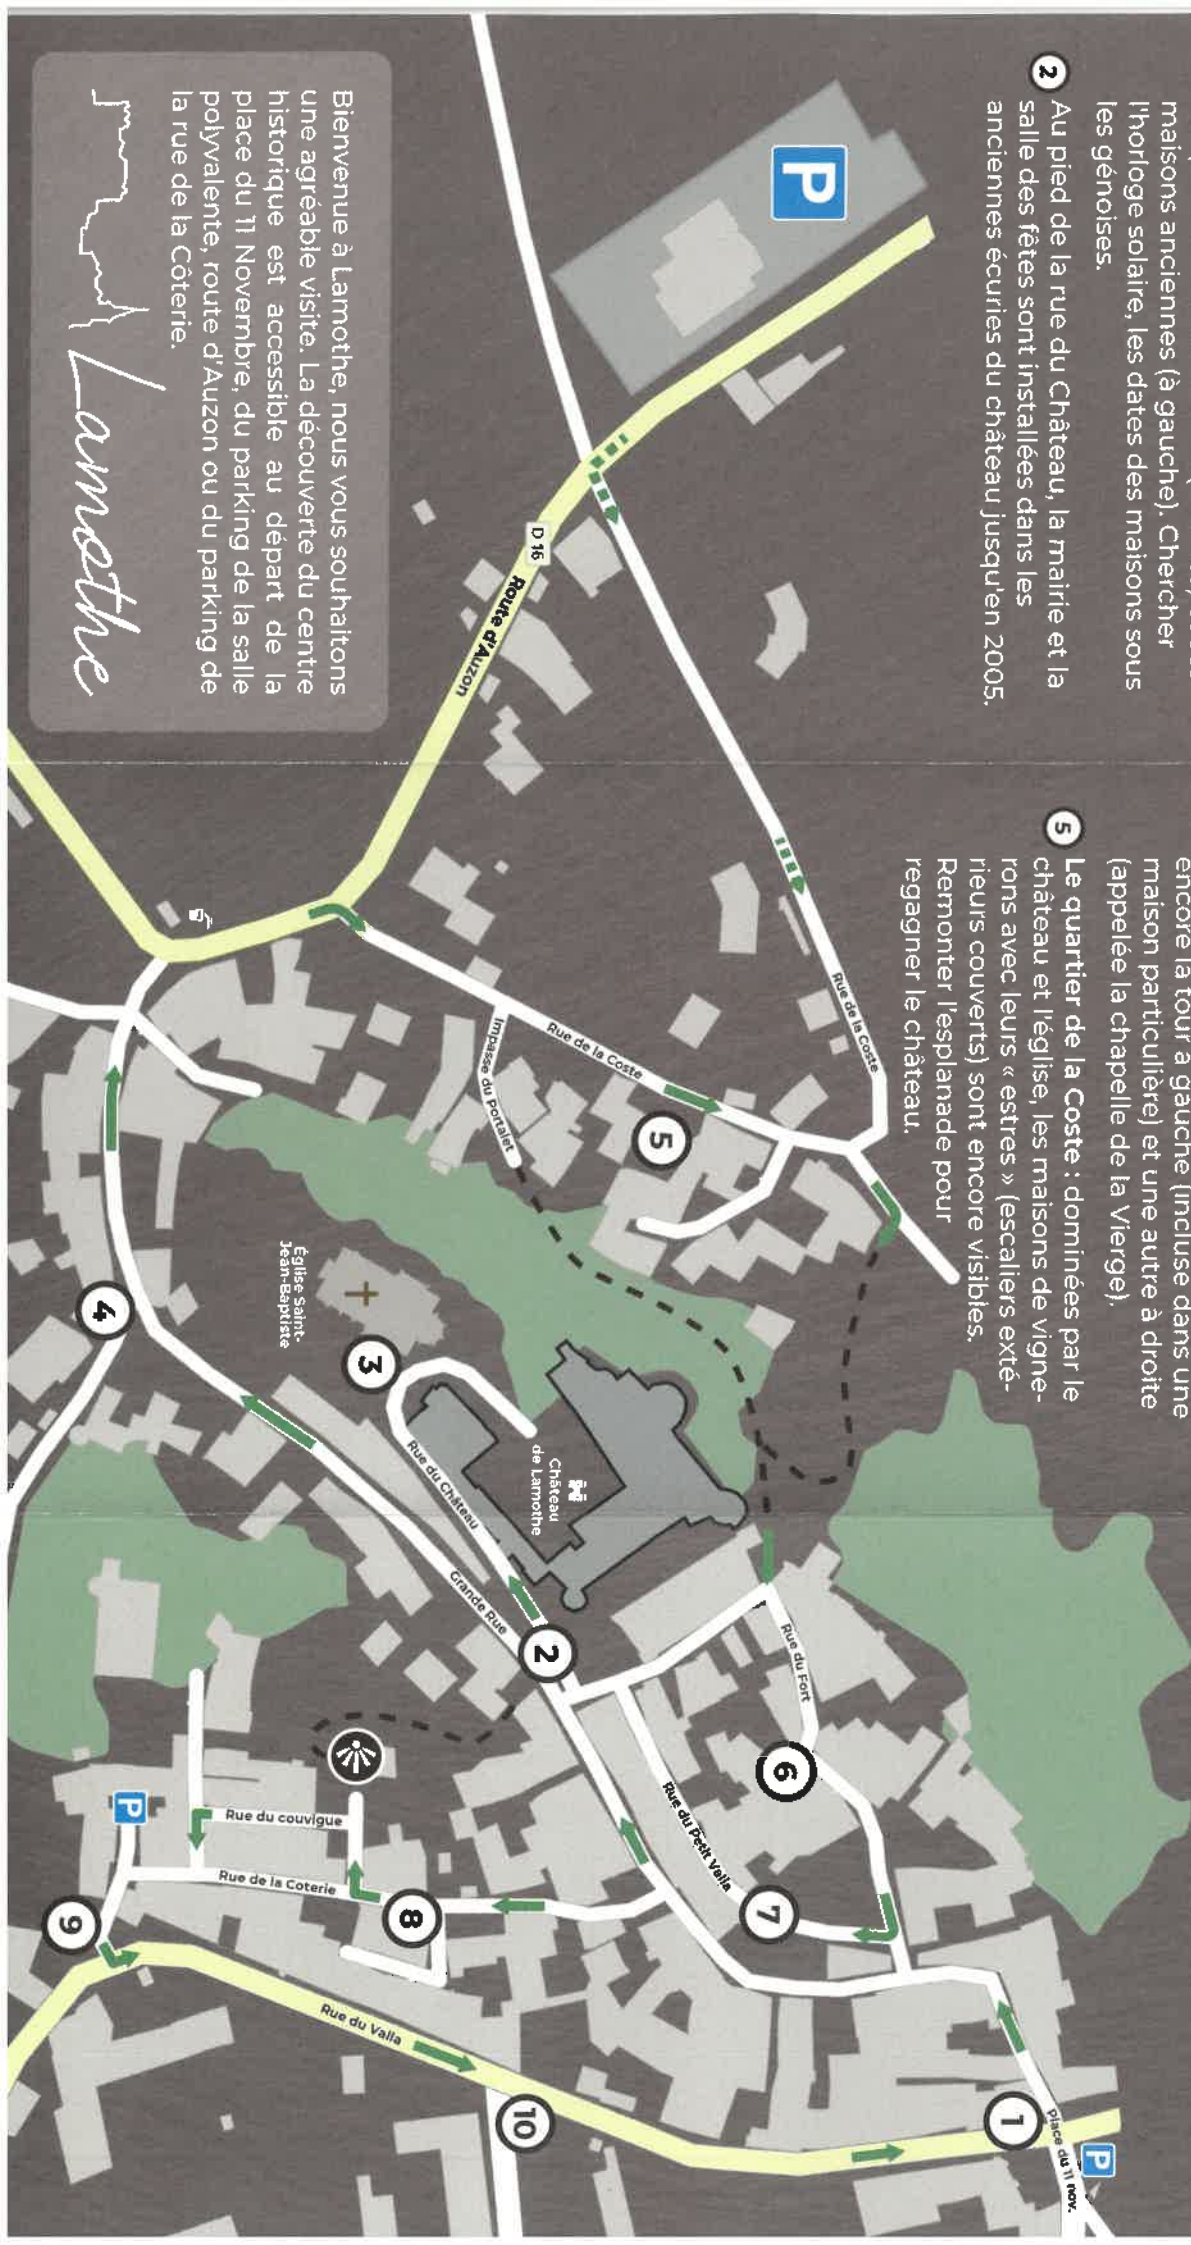 maisons anciennes (à gauche). Chercher
l'horloge solaire, les dates des maisons sous
les génoises.
2
Au pied de la rue du Château, la mairie et la
salle des fêtes sont installées dans les
anciennes écuries du château jusqu'en 2005.
encore la tour à gauche (incluse dans une
maison particulière) et une autre à droite
(appelée la chapelle de la Vierge).
5
Le quartier de la Coste : dominées par le
château et l'église, les maisons de vigne-
rons avec leurs « estres » (escaliers exté-
rieurs couverts) sont encore visibles.
Remonter l'esplanade pour
regagner le château.
P
D 16
Route d'Auzon
Rue de la Coste
Rue de la Coste
Impasse du Portalet
5
Église Saint-
Jean-Baptiste
3
4
Château
de Lamothe
Rue du Château
Grande Rue
2
Rue du Fort
6
Rue du Petit Valla
7
Rue du couvigue
Rue de la Coterie
8
P
9
Rue du Valla
10
1
Place du 11 nov.
P
Bienvenue à Lamothe, nous vous souhaitons
une agréable visite. La découverte du centre
historique est accessible au départ de la
place du 11 Novembre, du parking de la salle
polyvalente, route d'Auzon ou du parking de
la rue de la Côterie.
Lamothe